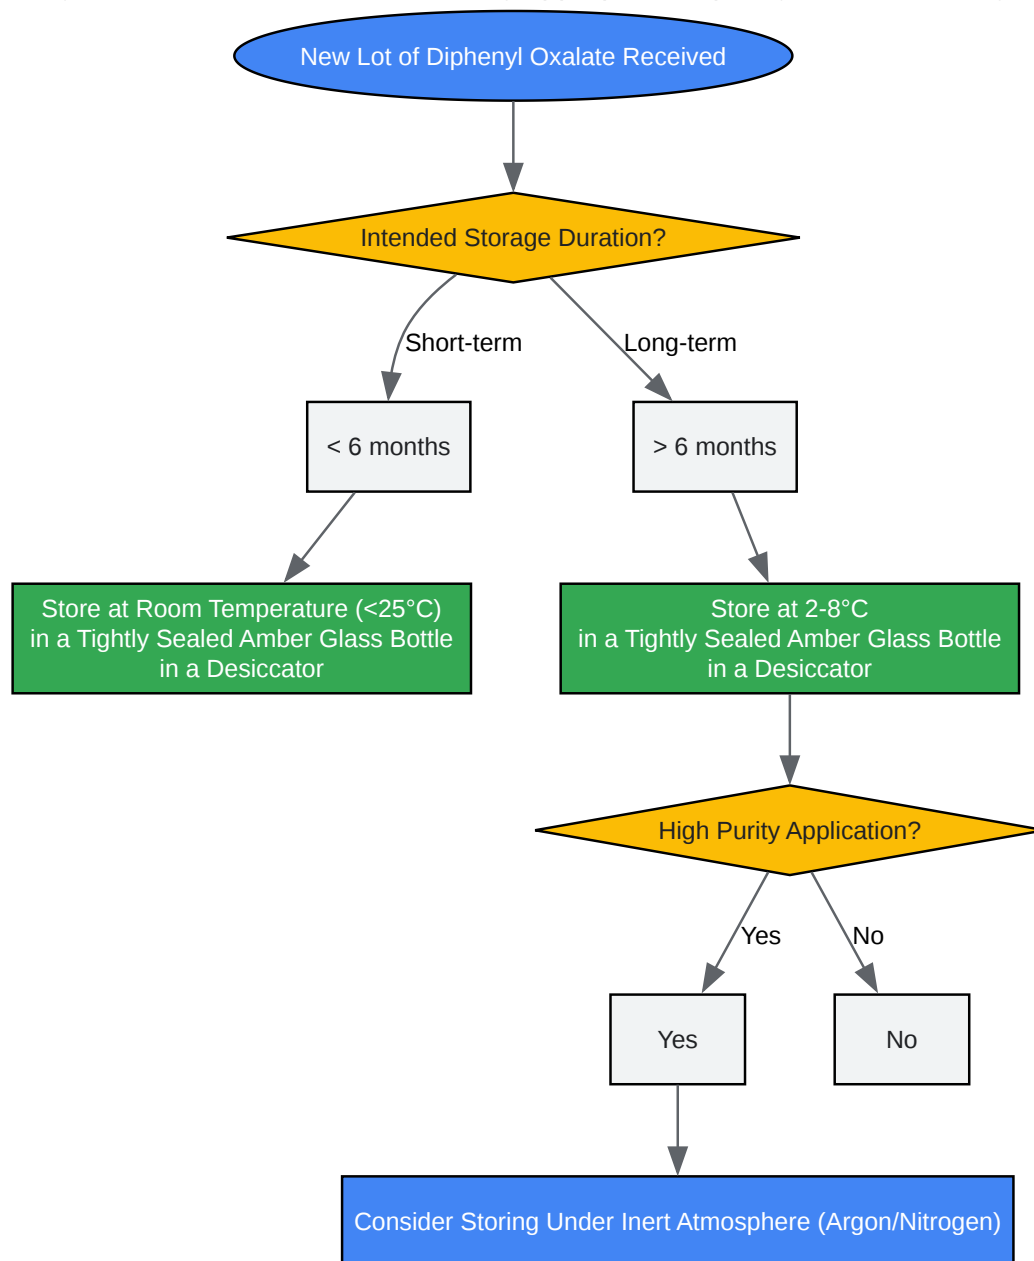 New Lot of Diphenyl Oxalate Received
Intended Storage Duration?
Short-term
Long-term
< 6 months
> 6 months
Store at Room Temperature (<25°C)
in a Tightly Sealed Amber Glass Bottle
in a Desiccator
Store at 2-8°C
in a Tightly Sealed Amber Glass Bottle
in a Desiccator
High Purity Application?
Yes
No
Yes
No
Consider Storing Under Inert Atmosphere (Argon/Nitrogen)